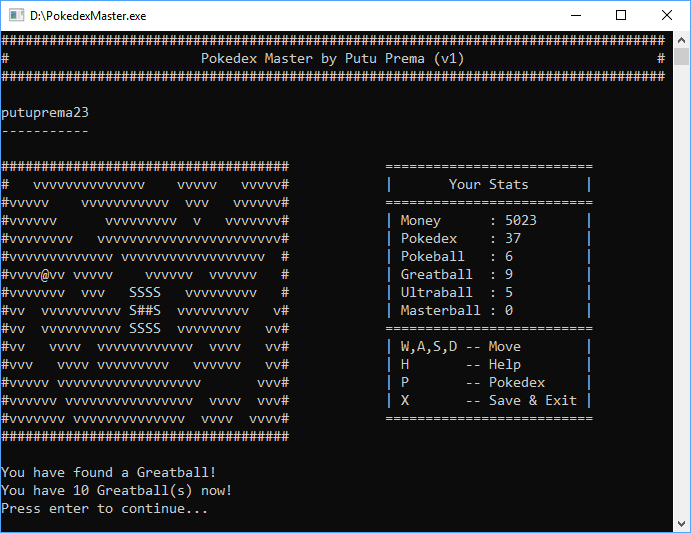 D:\PokedexMaster.exe
###################################################################################
#                        Pokedex Master by Putu Prema (v1)                        #
###################################################################################
putuprema23
-----------
####################################            ==========================
#   vvvvvvvvvvvvvv    vvvvv   vvvvv#            |       Your Stats       |
#vvvvv    vvvvvvvvvvv  vvv   vvvvvv#            ==========================
#vvvvvv      vvvvvvvvv  v   vvvvvvv#            | Money      : 5023      |
#vvvvvvvv   vvvvvvvvvvvvvvvvvvvvvvv#            | Pokedex    : 37        |
#vvvvvvvvvvvvv vvvvvvvvvvvvvvvvvv  #            | Pokeball   : 6         |
#vvvv@vv vvvvv    vvvvvv  vvvvvv   #            | Greatball  : 9         |
#vvvvvvv  vvv   SSSS   vvvvvvvvv   #            | Ultraball  : 5         |
#vv  vvvvvvvvvv S##S  vvvvvvvvv   v#            | Masterball : 0         |
#vv  vvvvvvvvvv SSSS  vvvvvvvv   vv#            ==========================
#vv   vvvv  vvvvvvvvvvvv  vvvv   vv#            | W,A,S,D -- Move        |
#vvv   vvvv vvvvvvvvv   vvvvvv   vv#            | H       -- Help        |
#vvvvv vvvvvvvvvvvvvvvvvv       vvv#            | P       -- Pokedex     |
#vvvvvv vvvvvvvvvvvvvvvv  vvvv  vvv#            | X       -- Save & Exit |
#vvvvvvv vvvvvvvvvvvvvv  vvvv  vvvv#            ==========================
####################################
You have found a Greatball!
You have 10 Greatball(s) now!
Press enter to continue...